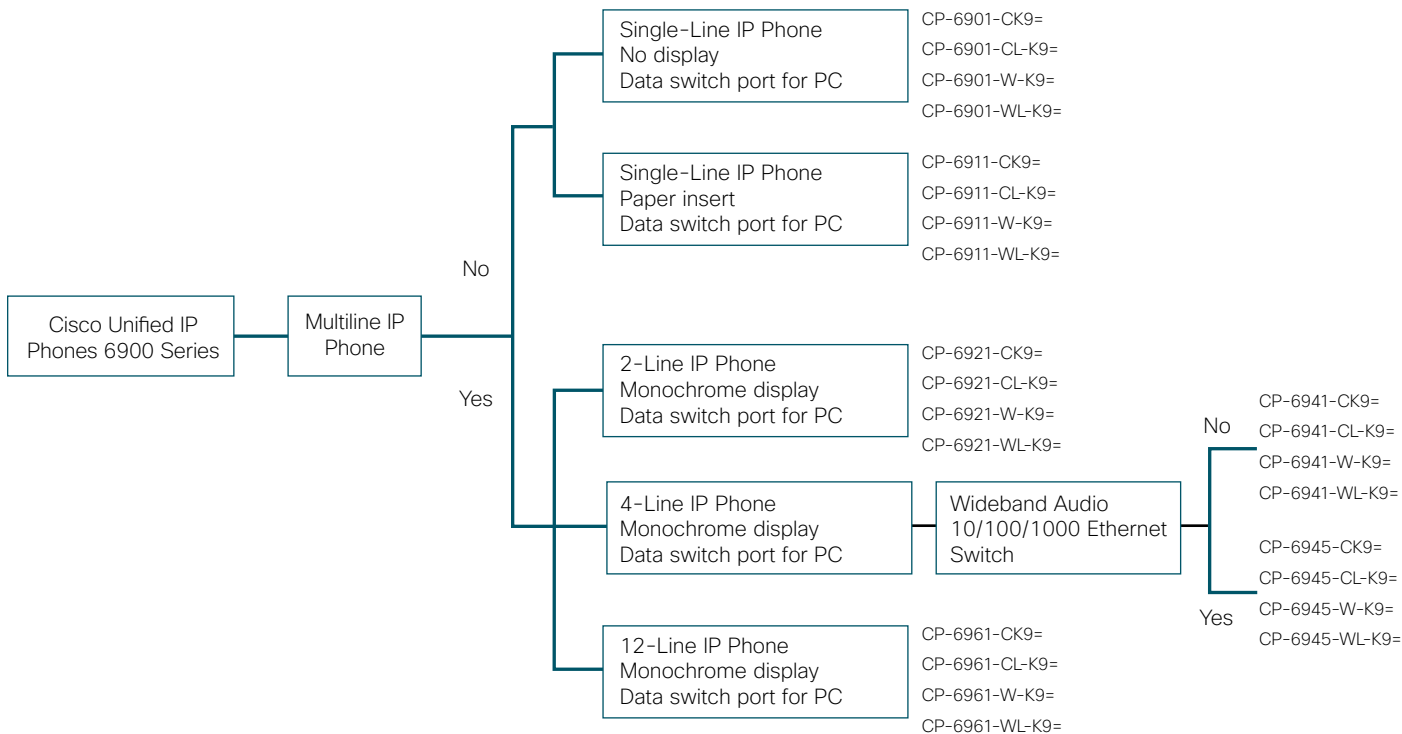 Cisco Unified IP
Phones 6900 Series
Multiline IP
Phone
No
Yes
Single-Line IP Phone
No display
Data switch port for PC
CP-6901-CK9=
CP-6901-CL-K9=
CP-6901-W-K9=
CP-6901-WL-K9=
Single-Line IP Phone
Paper insert
Data switch port for PC
CP-6911-CK9=
CP-6911-CL-K9=
CP-6911-W-K9=
CP-6911-WL-K9=
2-Line IP Phone
Monochrome display
Data switch port for PC
CP-6921-CK9=
CP-6921-CL-K9=
CP-6921-W-K9=
CP-6921-WL-K9=
4-Line IP Phone
Monochrome display
Data switch port for PC
Wideband Audio
10/100/1000 Ethernet
Switch
No
CP-6941-CK9=
CP-6941-CL-K9=
CP-6941-W-K9=
CP-6941-WL-K9=
Yes
CP-6945-CK9=
CP-6945-CL-K9=
CP-6945-W-K9=
CP-6945-WL-K9=
12-Line IP Phone
Monochrome display
Data switch port for PC
CP-6961-CK9=
CP-6961-CL-K9=
CP-6961-W-K9=
CP-6961-WL-K9=